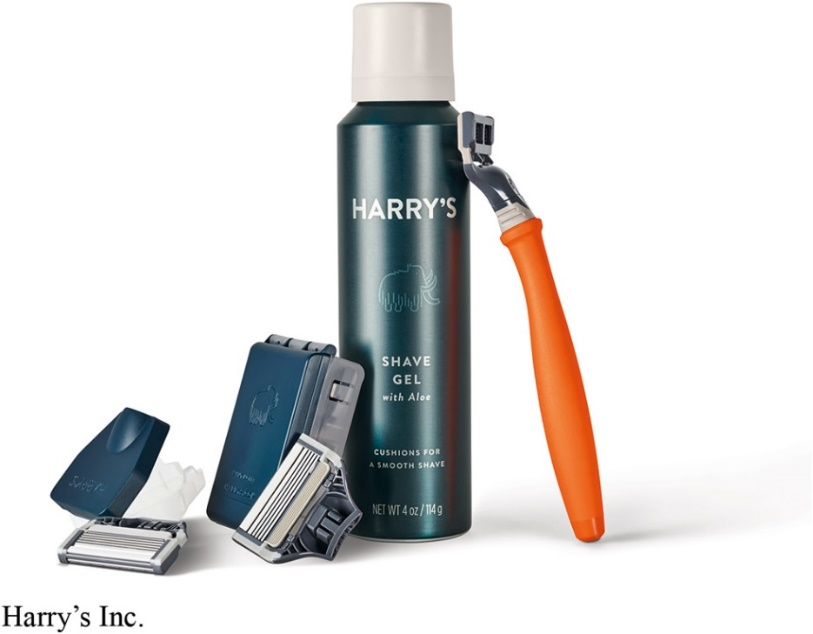 HARRY'S
SHAVE
GEL
with Aloe
CUSHIONS FOR
A SMOOTH SHAVE
NET WT 4 oz / 114 g
Harry's Inc.